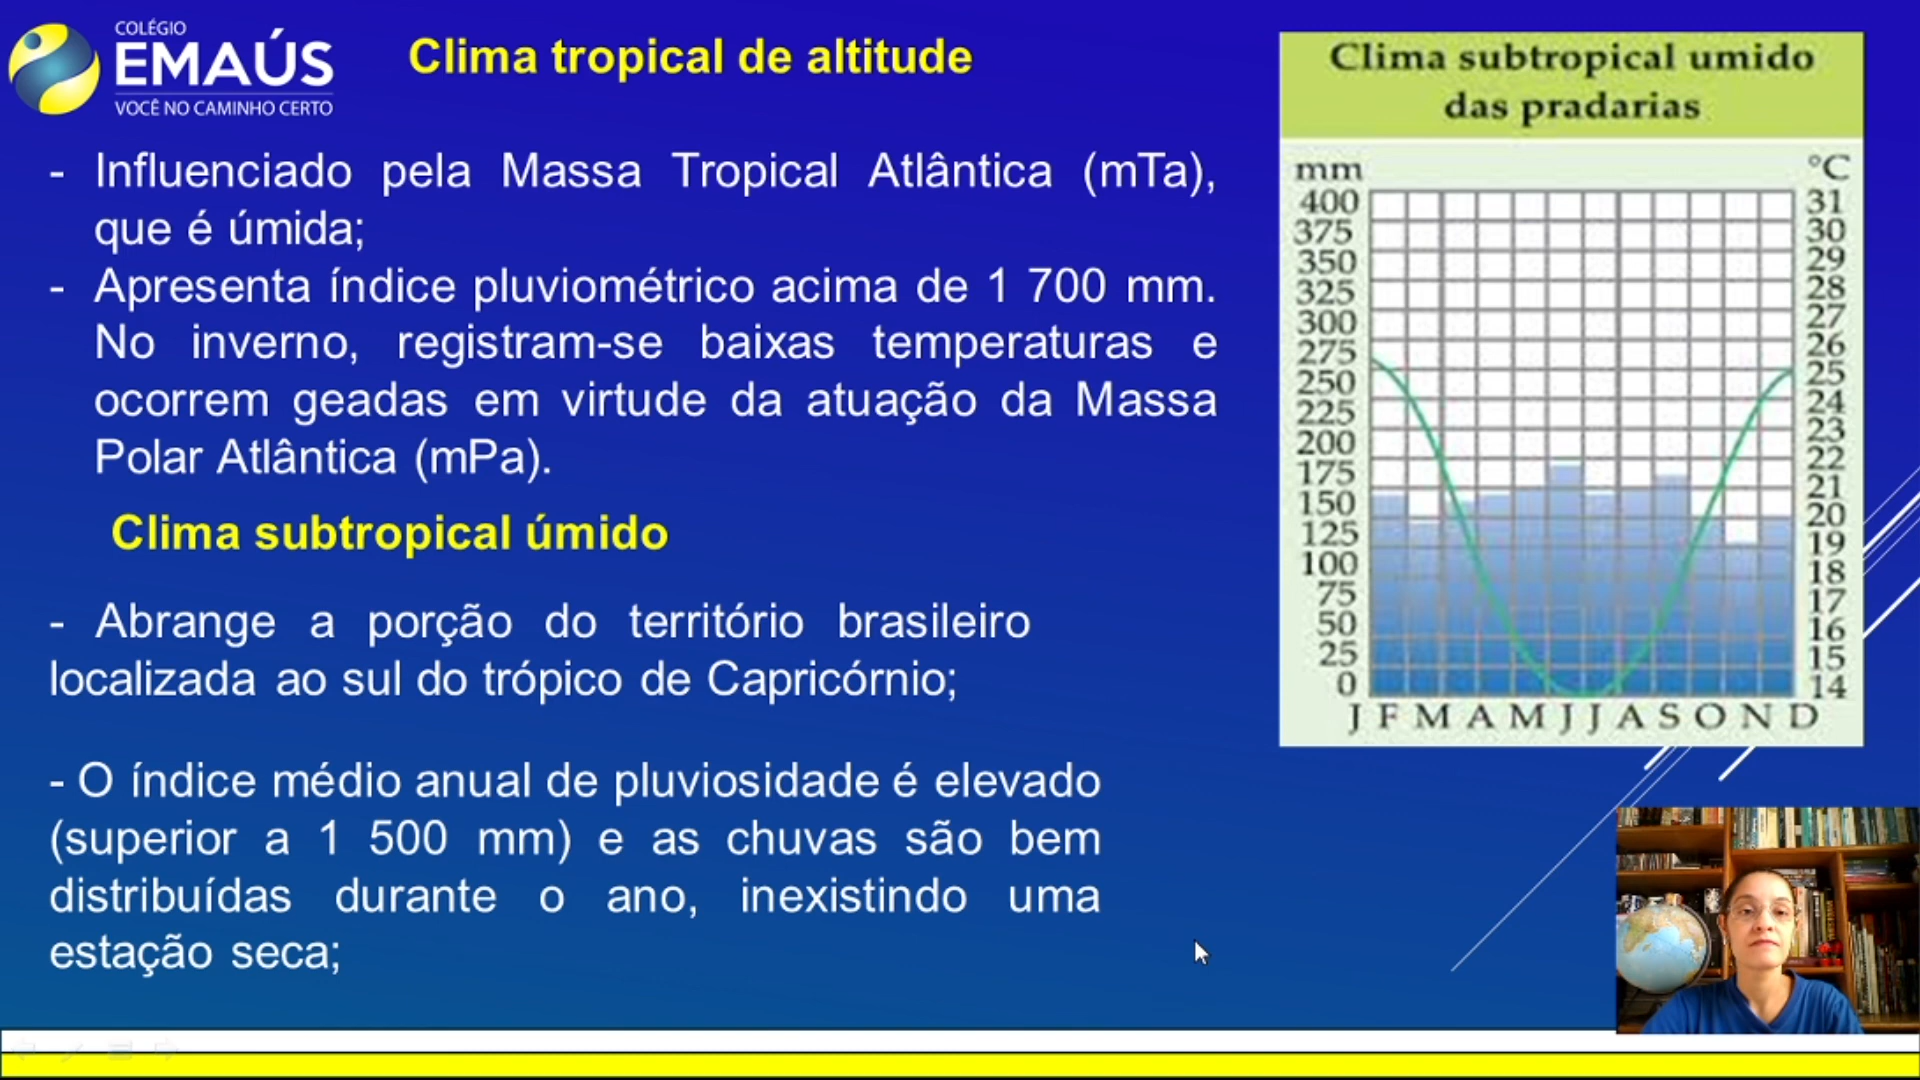 COLÉGIO
EMAÚS
VOCÊ NO CAMINHO CERTO
Clima tropical de altitude
- Influenciado pela Massa Tropical Atlântica (mTa),
que é úmida;
- Apresenta índice pluviométrico acima de 1 700 mm.
No inverno, registram-se baixas temperaturas e
ocorrem geadas em virtude da atuação da Massa
Polar Atlântica (mPa).
Clima subtropical úmido
- Abrange a porção do território brasileiro
localizada ao sul do trópico de Capricórnio;
- O índice médio anual de pluviosidade é elevado
(superior a 1 500 mm) e as chuvas são bem
distribuídas durante o ano, inexistindo uma
estação seca;
Clima subtropical umido
das pradarias
mm °C
400 31
375 30
350 29
325 28
300 27
275 26
250 25
225 24
200 23
175 22
150 21
125 20
100 19
75 18
50 17
25 16
0 15
14
J F M A M J J A S O N D